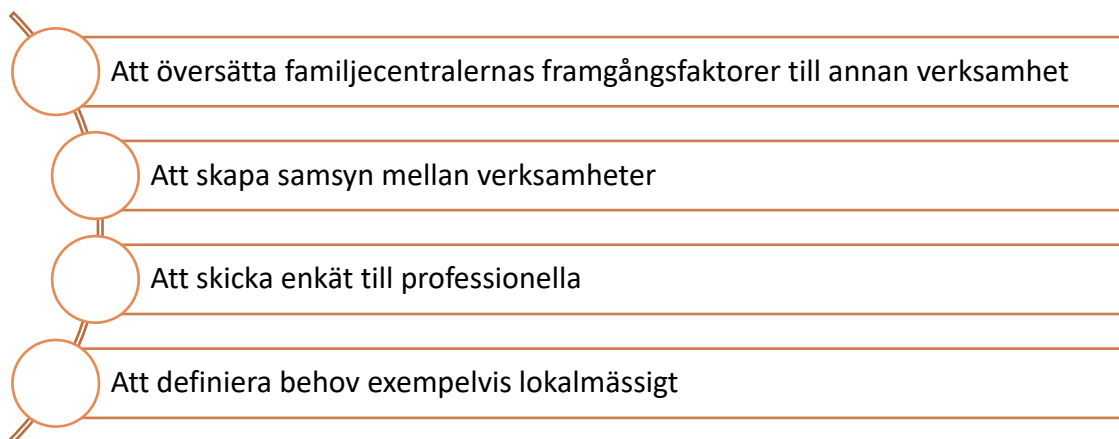 Att översätta familjecentralernas framgångsfaktorer till annan verksamhet
Att skapa samsyn mellan verksamheter
Att skicka enkät till professionella
Att definiera behov exempelvis lokalmässigt